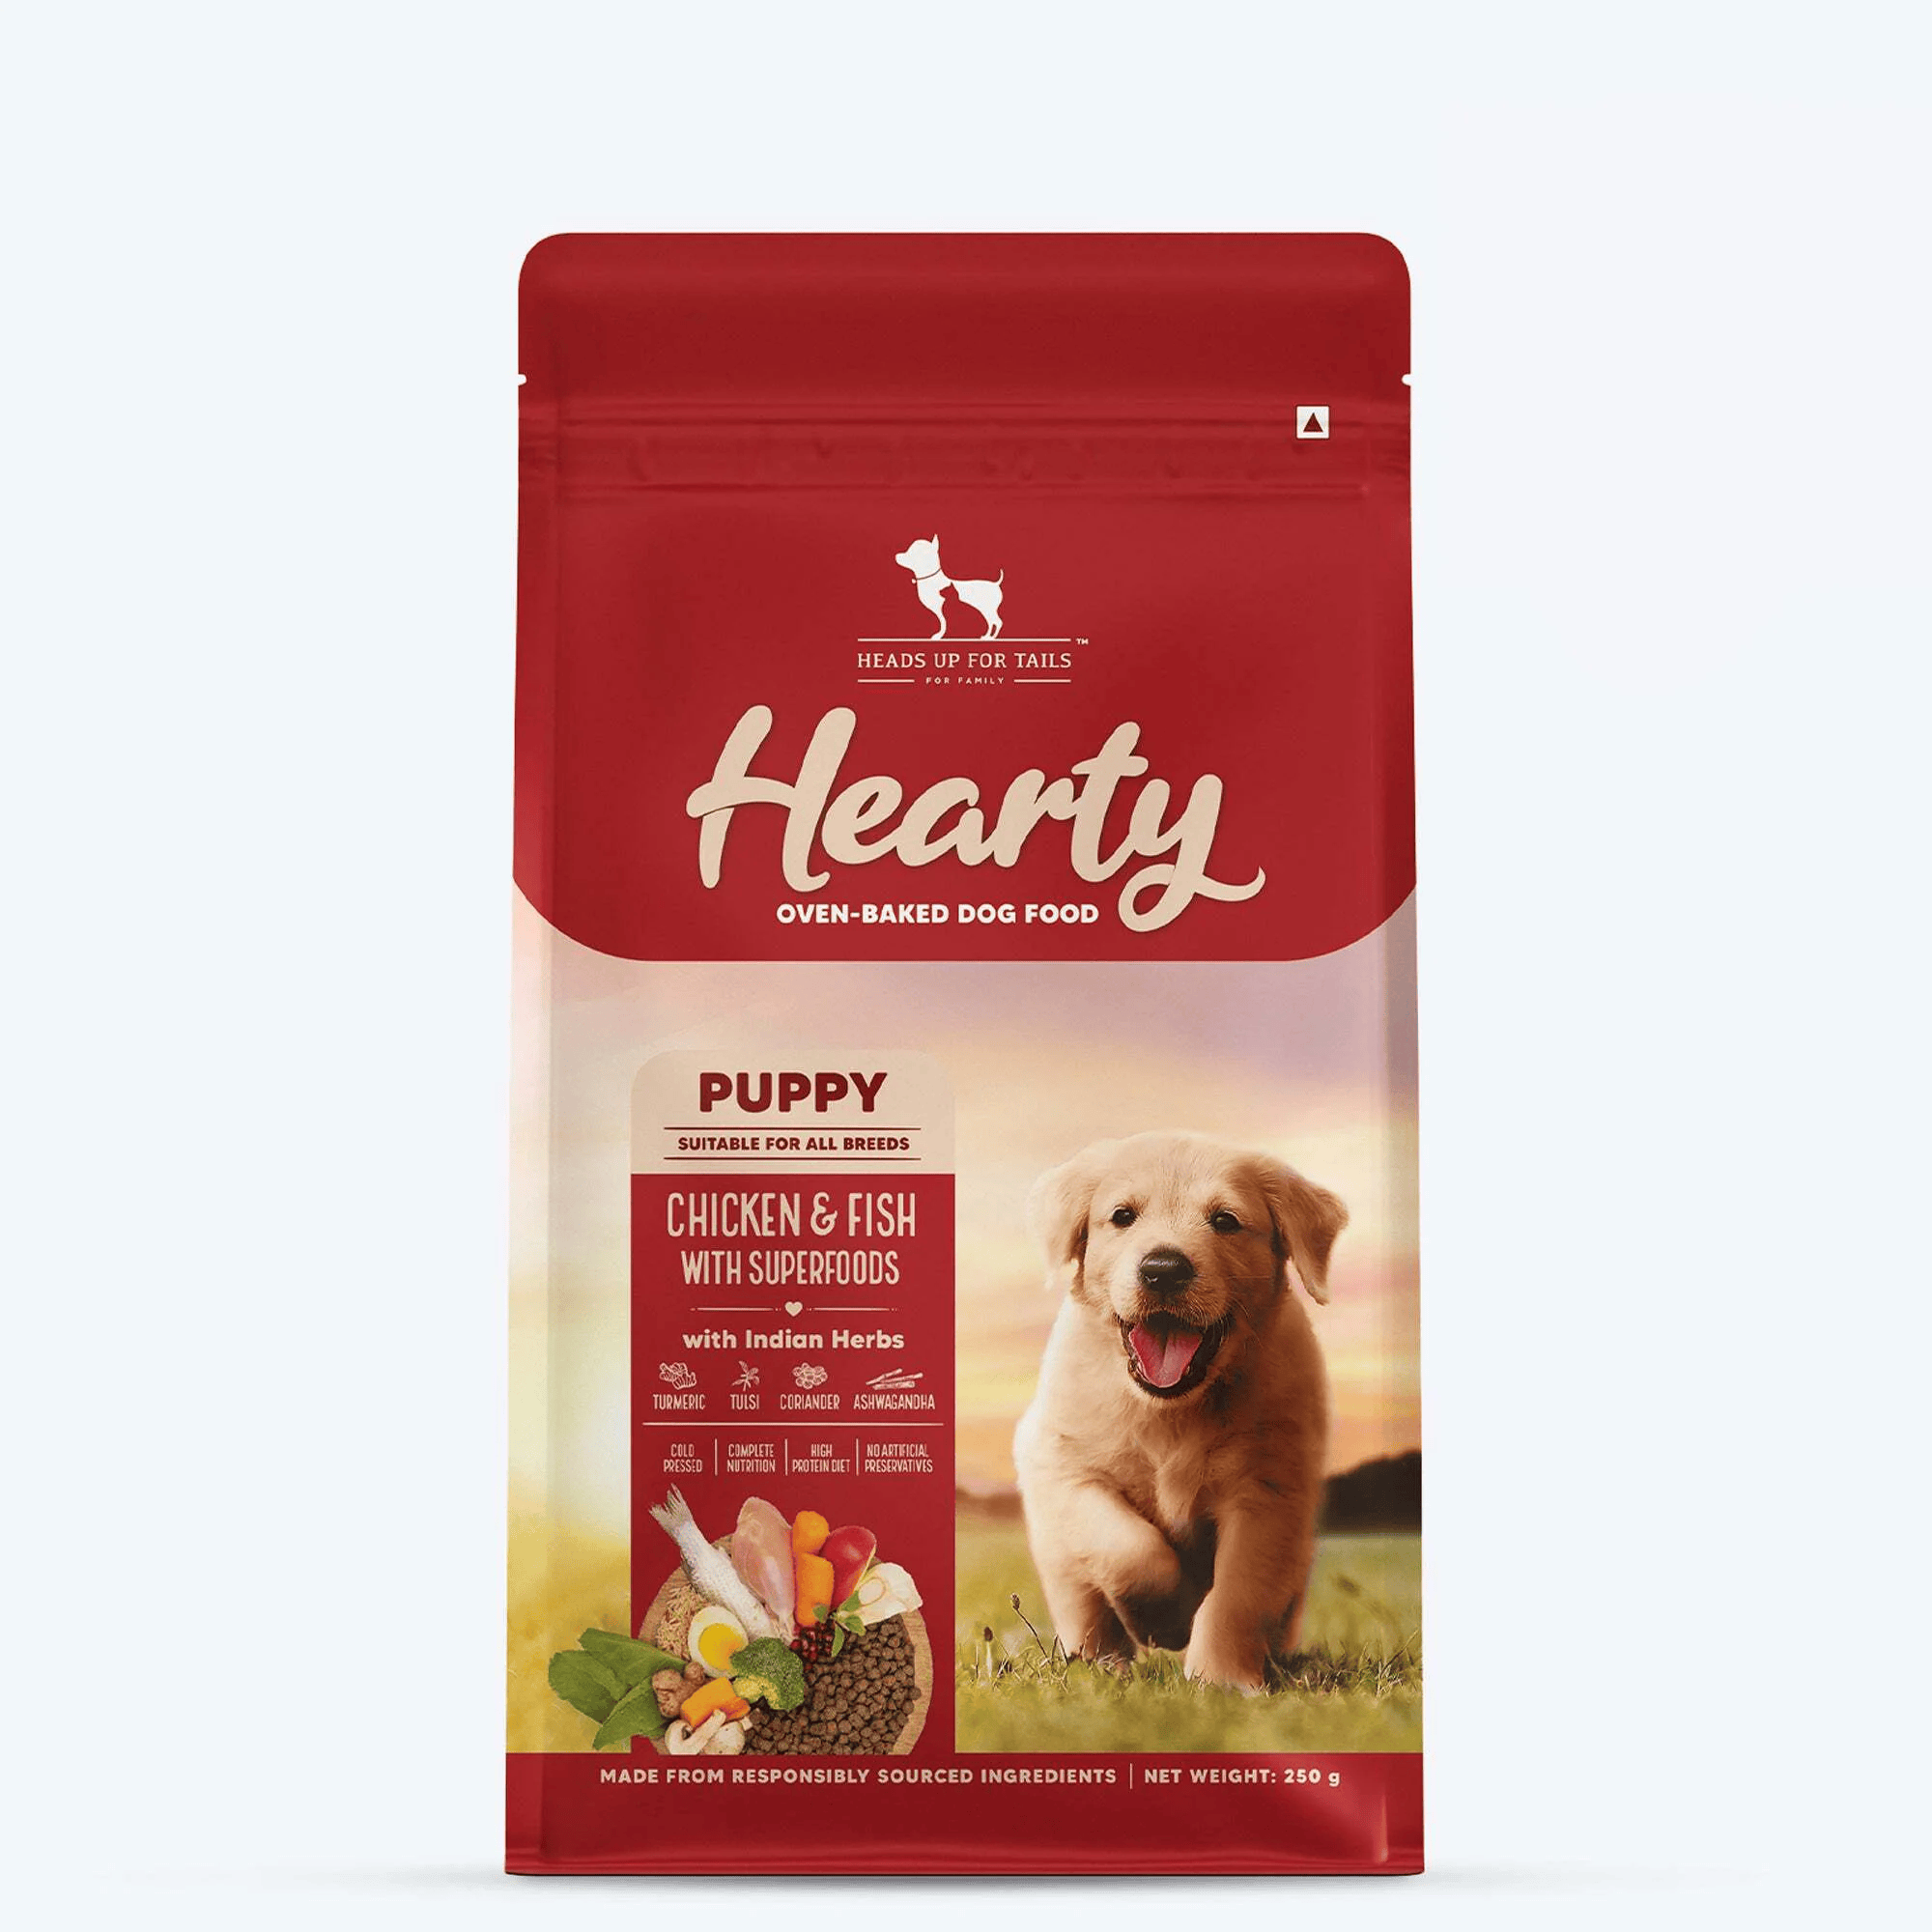 ™
HEADS UP FOR TAILS
FOR FAMILY
Hearty
OVEN-BAKED DOG FOOD
PUPPY
SUITABLE FOR ALL BREEDS
CHICKEN & FISH
WITH SUPERFOODS
with Indian Herbs
TURMERIC TULSI CORIANDER ASHWAGANDHA
COLD PRESSED
COMPLETE NUTRITION
HIGH PROTEIN DIET
NO ARTIFICIAL PRESERVATIVES
MADE FROM RESPONSIBLY SOURCED INGREDIENTS | NET WEIGHT: 250 g